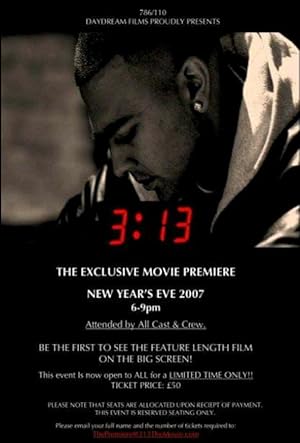 786/110
DAYDREAM FILMS PROUDLY PRESENTS
3:13
THE EXCLUSIVE MOVIE PREMIERE
NEW YEAR'S EVE 2007
6-9pm
Attended by All Cast & Crew.
BE THE FIRST TO SEE THE FEATURE LENGTH FILM
ON THE BIG SCREEN!
This event Is now open to ALL for a LIMITED TIME ONLY!!
TICKET PRICE: £50
PLEASE NOTE THAT SEATS ARE ALLOCATED UPON RECEIPT OF PAYMENT.
THIS EVENT IS RESERVED SEATING ONLY.
Please email your full name and the number of tickets required to:
ThePremiere@313TheMovie.com